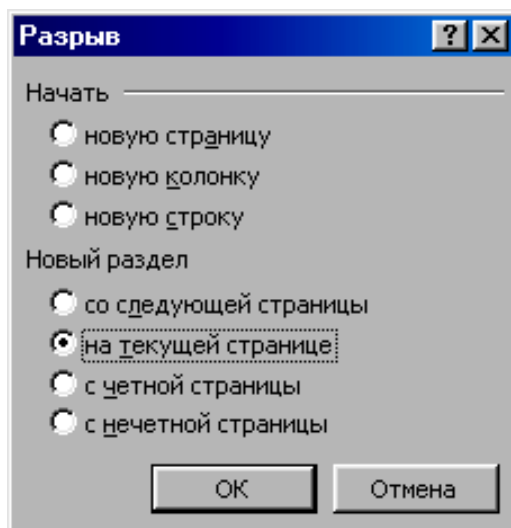 Разрыв ? ×
Начать
новую страницу
новую колонку
новую строку
Новый раздел
со следующей страницы
на текущей странице
с четной страницы
с нечетной страницы
ОК Отмена